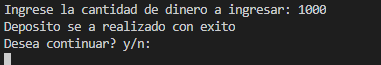 Ingrese la cantidad de dinero a ingresar: 1000
Deposito se a realizado con exito
Desea continuar? y/n: